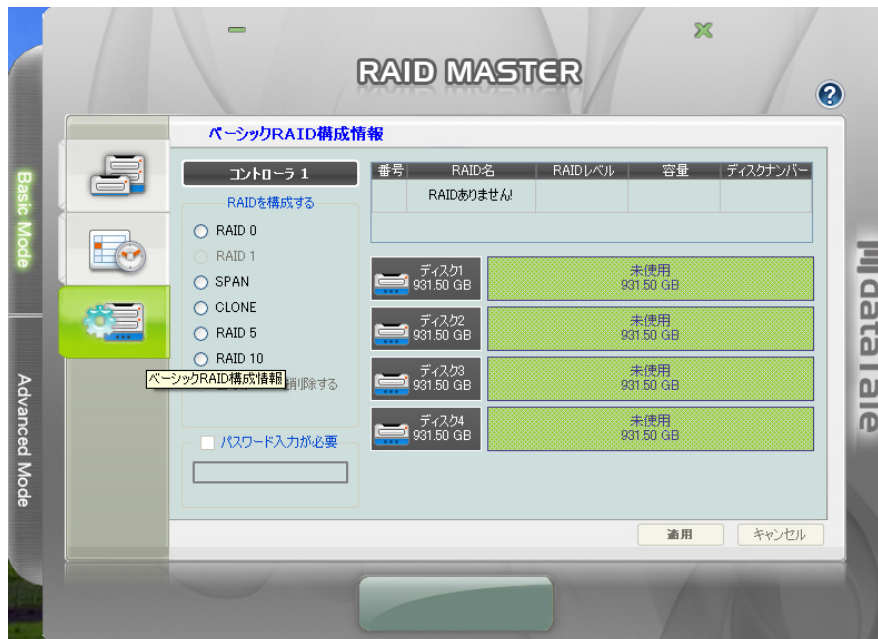 RAID MASTER
ベーシックRAID構成情報
Basic Mode
Advanced Mode
コントローラ 1
RAIDを構成する
RAID 0
RAID 1
SPAN
CLONE
RAID 5
RAID 10
ベーシックRAID構成情報
削除する
パスワード入力が必要
番号 RAID名 RAIDレベル 容量 ディスクナンバー
RAIDありません!
ディスク1
931.50 GB
未使用
931.50 GB
ディスク2
931.50 GB
未使用
931.50 GB
ディスク3
931.50 GB
未使用
931.50 GB
ディスク4
931.50 GB
未使用
931.50 GB
適用
キャンセル
dataTale